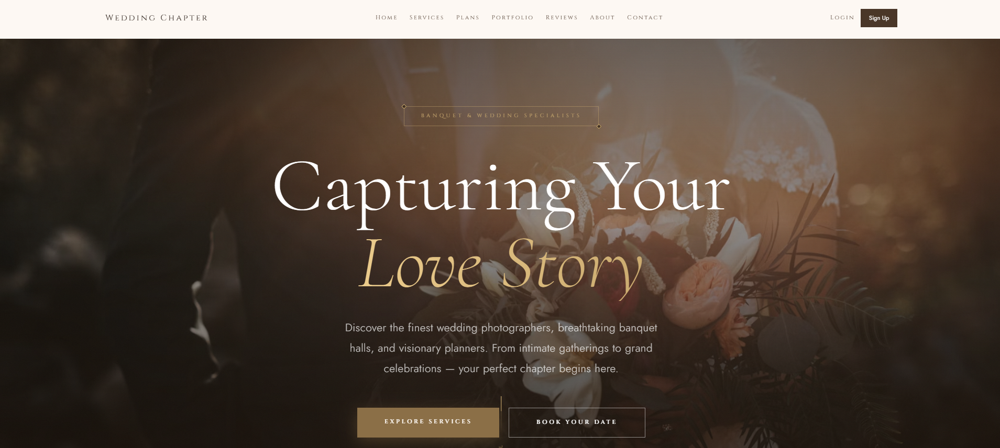 Wedding Chapter
Home Services Plans Portfolio Reviews About Contact
Login Sign Up
BANQUET & WEDDING SPECIALISTS
Capturing Your
Love Story
Discover the finest wedding photographers, breathtaking banquet
halls, and visionary planners. From intimate gatherings to grand
celebrations — your perfect chapter begins here.
EXPLORE SERVICES
BOOK YOUR DATE